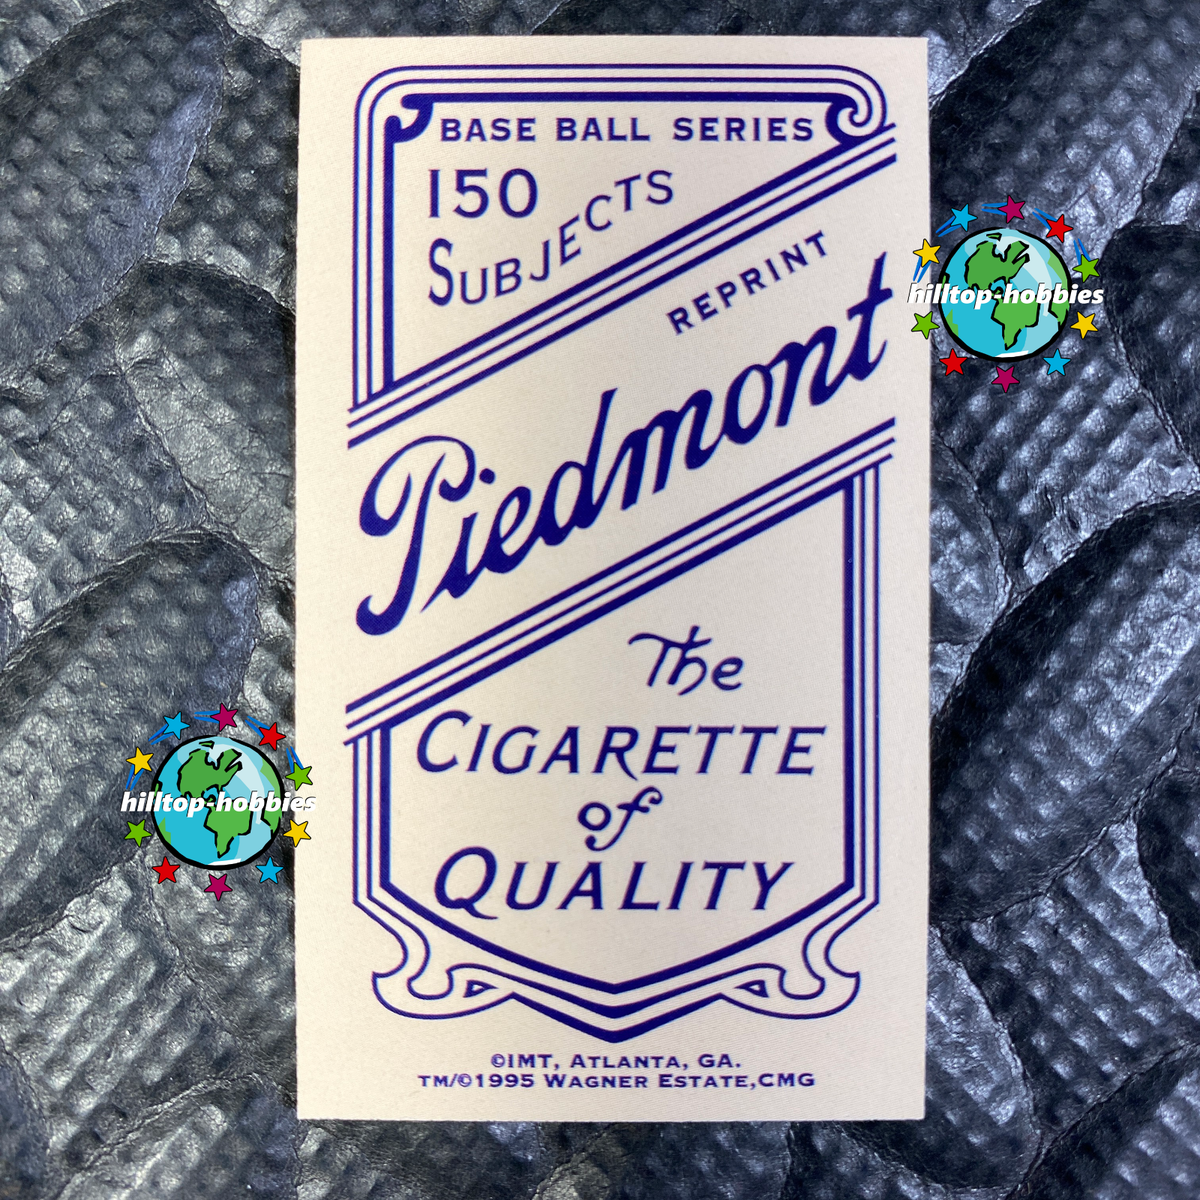 BASE BALL SERIES
150
SUBJECTS
REPRINT
Piedmont
The
CIGARETTE
of
QUALITY
©IMT, ATLANTA, GA.
TM/©1995 WAGNER ESTATE,CMG
hilltop-hobbies
hilltop-hobbies